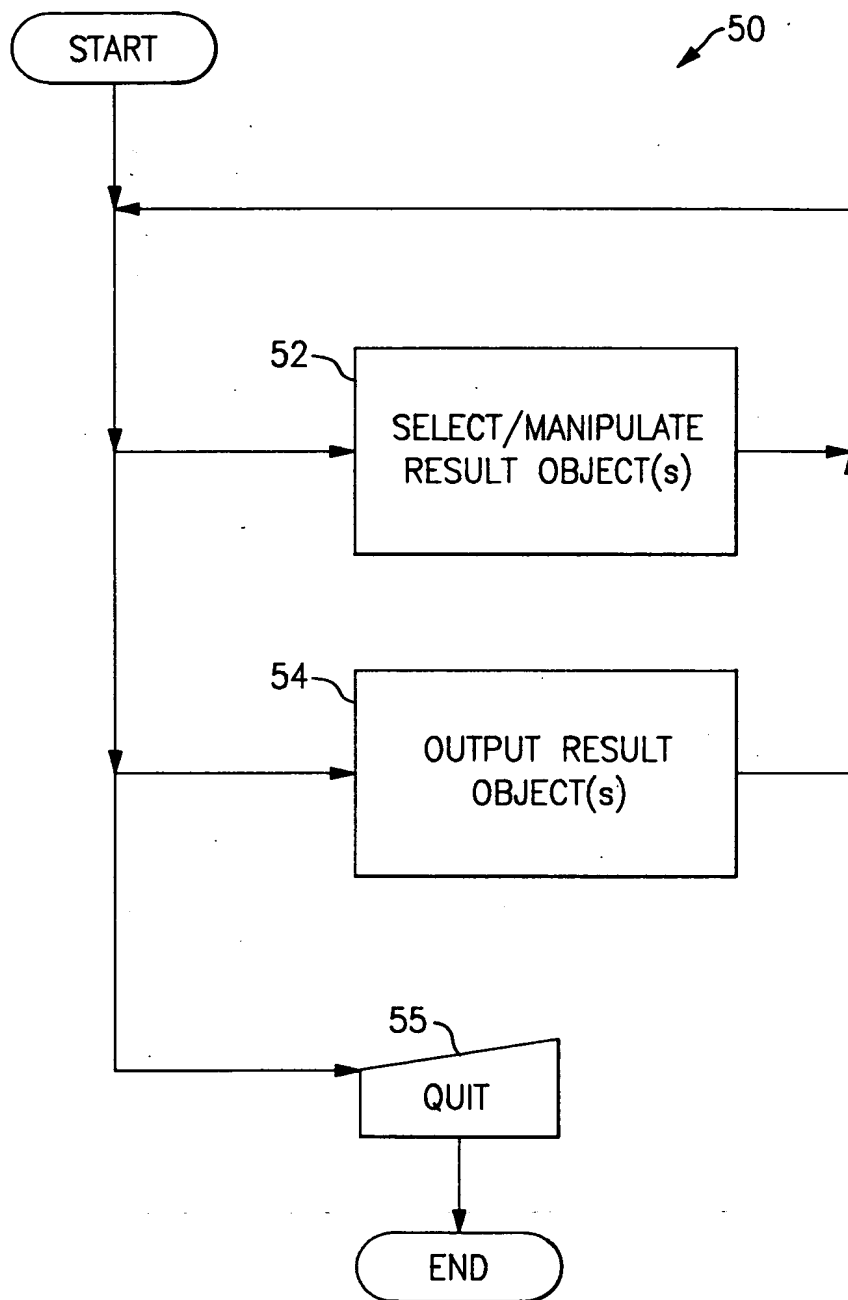 START
50
52
SELECT/MANIPULATE
RESULT OBJECT(s)
54
OUTPUT RESULT
OBJECT(s)
55
QUIT
END